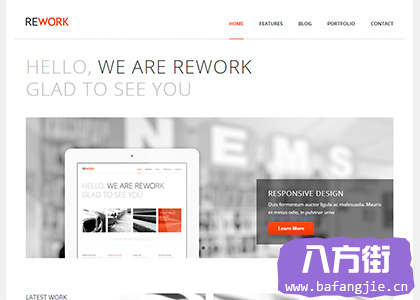 REWORK
HOME FEATURES BLOG PORTFOLIO CONTACT
HELLO, WE ARE REWORK
GLAD TO SEE YOU
NEMS
REWORK
HELLO, WE ARE REWORK
GLAD TO SEE YOU
RESPONSIVE DESIGN
Duis fermentum auctor ligula ac malesuada. Mauris
et metus odio, in pulvinar urna
Learn More
LATEST WORK
八方街
www.bafangjie.cn